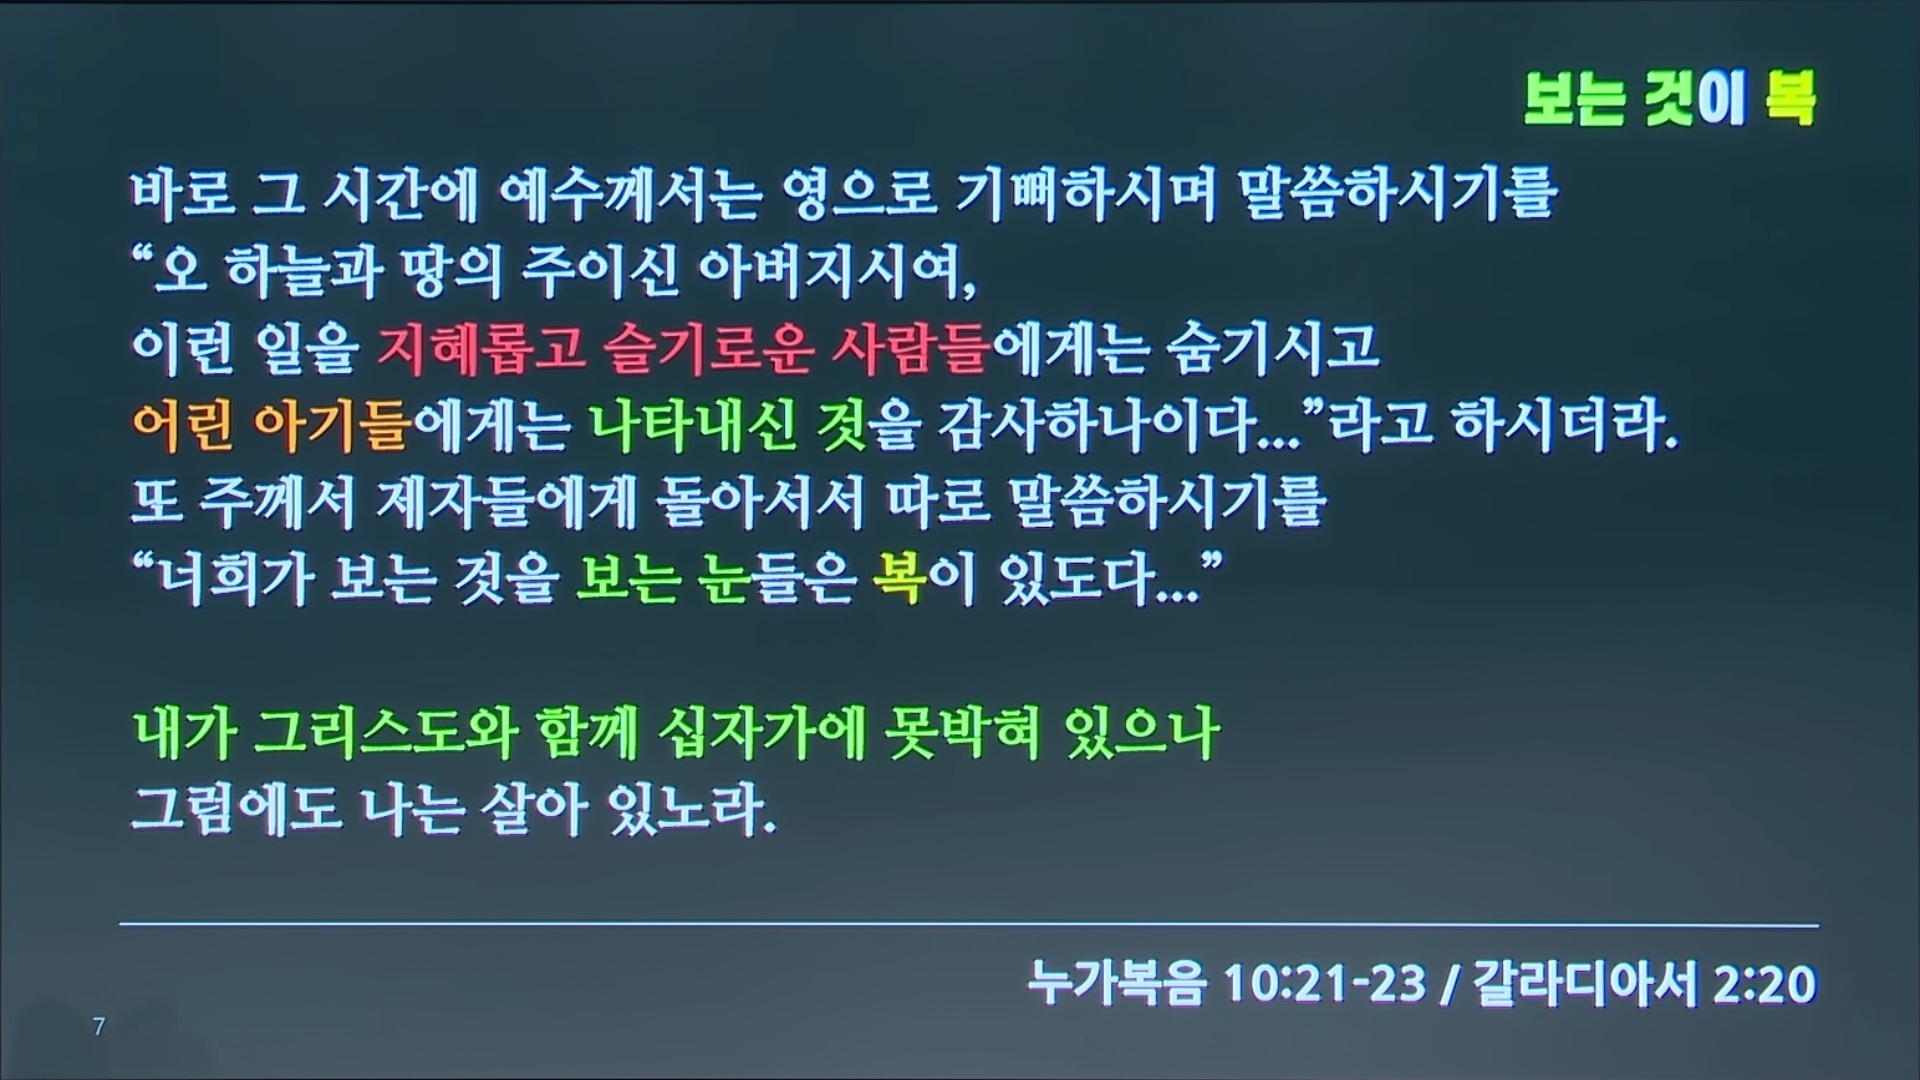 보는 것이 복
바로 그 시간에 예수께서는 영으로 기뻐하시며 말씀하시기를
“오 하늘과 땅의 주이신 아버지시여,
이런 일을 지혜롭고 슬기로운 사람들에게는 숨기시고
어린 아기들에게는 나타내신 것을 감사하나이다...”라고 하시더라.
또 주께서 제자들에게 돌아서서 따로 말씀하시기를
“너희가 보는 것을 보는 눈들은 복이 있도다...”
내가 그리스도와 함께 십자가에 못박혀 있으나
그럼에도 나는 살아 있노라.
누가복음 10:21-23 / 갈라디아서 2:20
7